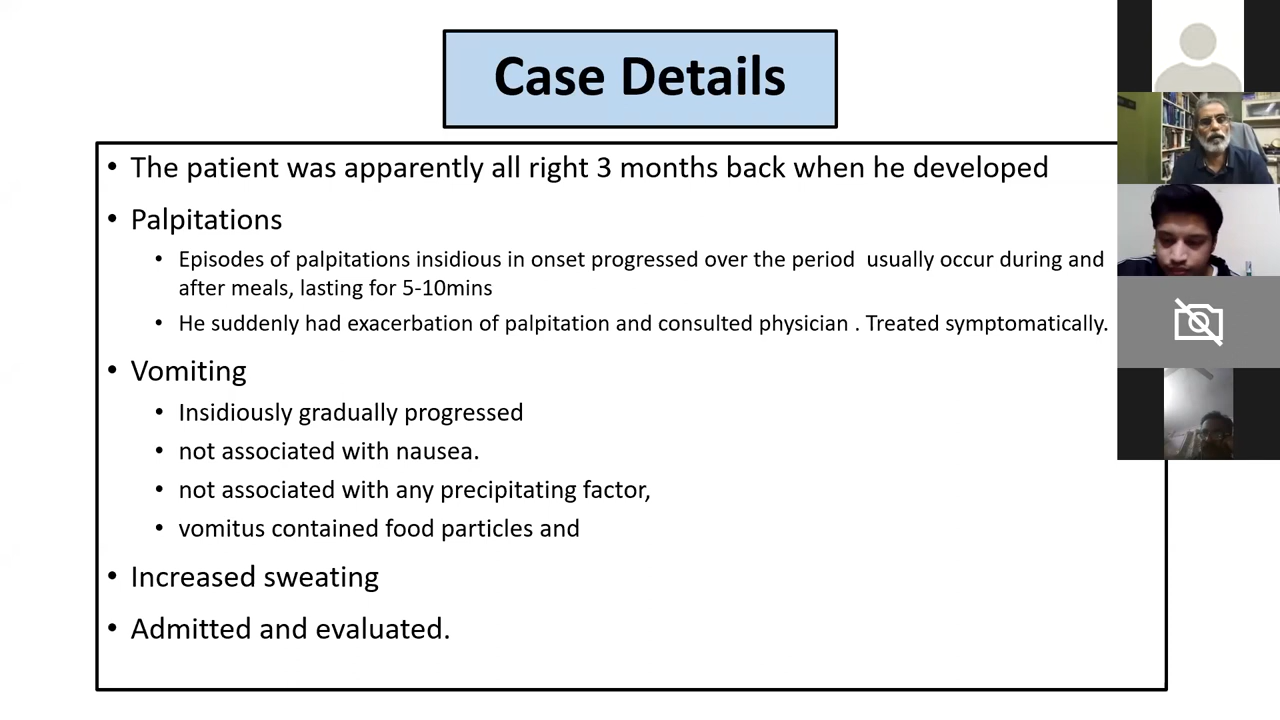 Case Details
• The patient was apparently all right 3 months back when he developed
• Palpitations
• Episodes of palpitations insidious in onset progressed over the period  usually occur during and
after meals, lasting for 5-10mins
• He suddenly had exacerbation of palpitation and consulted physician . Treated symptomatically.
• Vomiting
• Insidiously gradually progressed
• not associated with nausea.
• not associated with any precipitating factor,
• vomitus contained food particles and
• Increased sweating
• Admitted and evaluated.